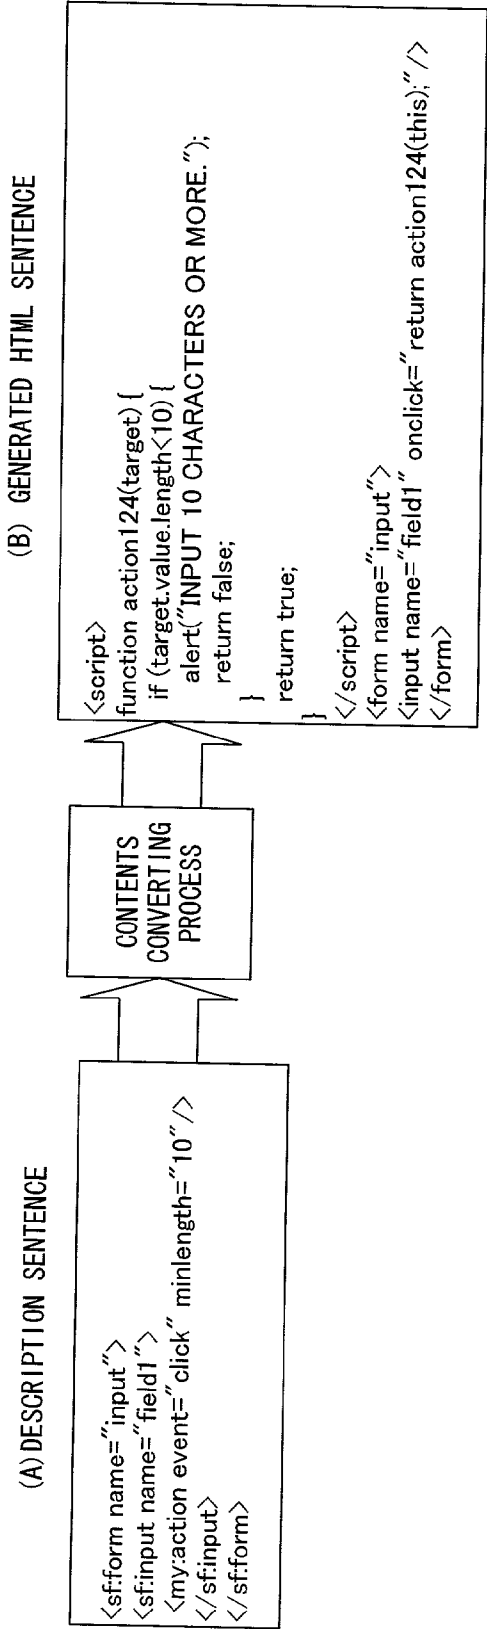 (A) DESCRIPTION SENTENCE
<sf:form name="input">
<sf:input name="field1">
<my:action event="click" minlength="10"/>
</sf:input>
</sf:form>
CONTENTS
CONVERTING
PROCESS
(B) GENERATED HTML SENTENCE
<script>
function action124(target) {
if (target.value.length<10) {
alert("INPUT 10 CHARACTERS OR MORE.");
return false;
}
return true;
}
</script>
<form name="input">
<input name="field1" onclick="return action124(this);"/>
</form>